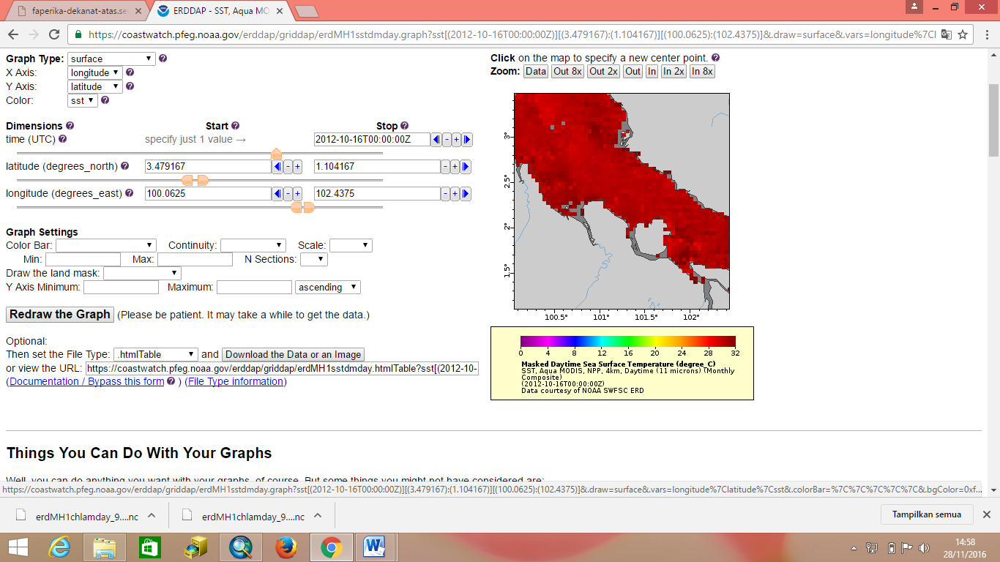 faperika-dekanat-atas.se
ERDDAP - SST, Aqua MO
https://coastwatch.pfeg.noaa.gov/erddap/griddap/erdMH1sstdmday.graph?sst[(2012-10-16T00:00:00Z)][(3.479167):(1.104167)][(100.0625):(102.4375)]&.draw=surface&.vars=longitude%7Cl
Graph Type: surface
X Axis: longitude
Y Axis: latitude
Color: sst
Dimensions Start Stop
time (UTC) specify just 1 value → 2012-10-16T00:00:00Z - +
latitude (degrees_north) 3.479167 - + 1.104167 - +
longitude (degrees_east) 100.0625 - + 102.4375 - +
Graph Settings
Color Bar: Continuity: Scale:
Min: Max: N Sections:
Draw the land mask:
Y Axis Minimum: Maximum: ascending
Redraw the Graph (Please be patient. It may take a while to get the data.)
Optional:
Then set the File Type: .htmlTable and Download the Data or an Image
or view the URL: https://coastwatch.pfeg.noaa.gov/erddap/griddap/erdMH1sstdmday.htmlTable?sst[(2012-10-
(Documentation / Bypass this form ) (File Type information)
Click on the map to specify a new center point.
Zoom: Data Out 8x Out 2x Out In In 2x In 8x
3°
2.5°
2°
1.5°
100.5° 101° 101.5° 102°
0 4 8 12 16 20 24 28 32
Masked Daytime Sea Surface Temperature (degree_C)
SST, Aqua MODIS, NPP, 4km, Daytime (11 microns) (Monthly
Composite)
(2012-10-16T00:00:00Z)
Data courtesy of NOAA SWFSC ERD
Things You Can Do With Your Graphs
Well, you can do anything you want with your graphs, of course. But some things you might not have considered are:
https://coastwatch.pfeg.noaa.gov/erddap/griddap/erdMH1sstdmday.graph?sst[(2012-10-16T00:00:00Z)][(3.479167):(1.104167)][(100.0625):(102.4375)]&.draw=surface&.vars=longitude%7Clatitude%7Csst&.colorBar=%7C%7C%7C%7C%7C&.bgColor=0xf...
erdMH1chlamday_9....nc
erdMH1chlamday_9....nc
Tampilkan semua
14:58
28/11/2016